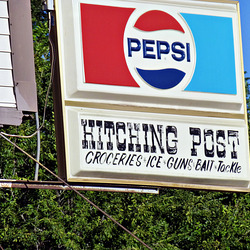 PEPSI
HITCHING POST
GROCERIES·ICE·GUNS BAIT·TacKle